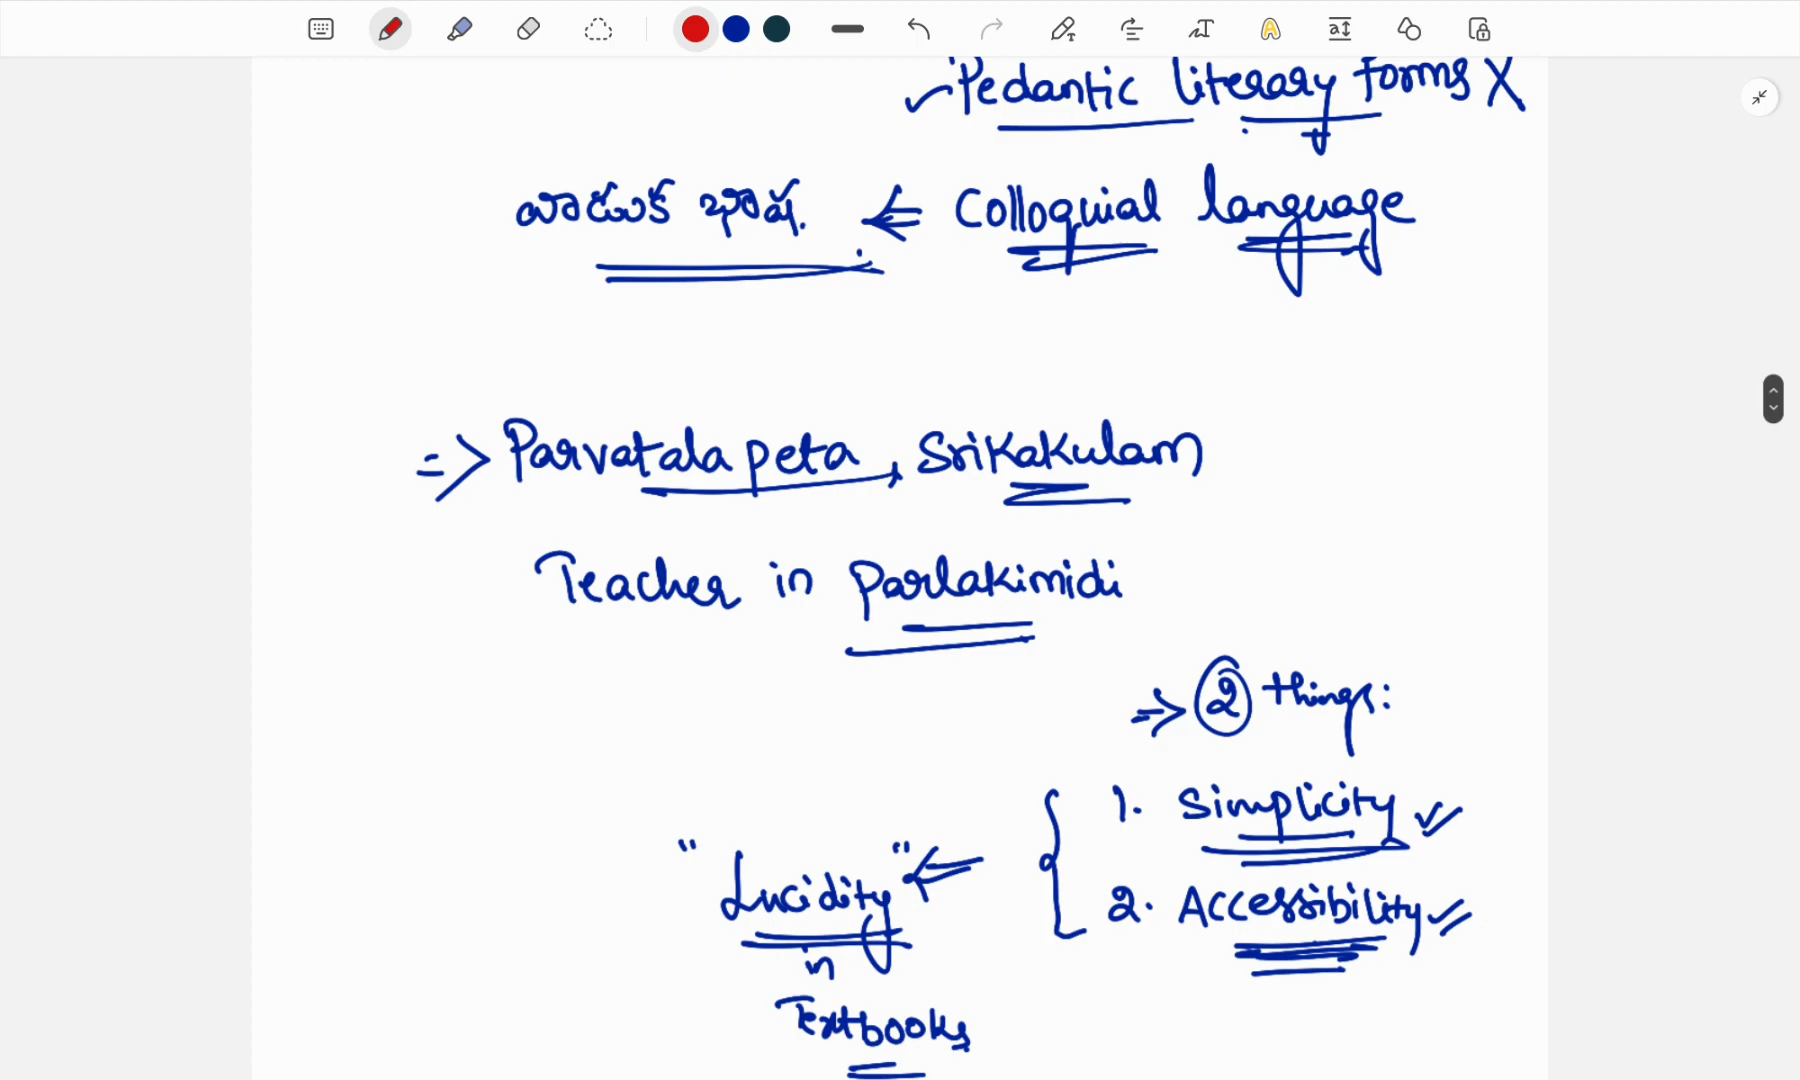 Pedantic literary forms X
వాడుక భాష. ⇐ Colloquial language
=> Parvatala peta, Srikakulam
Teacher in Parlakimidi
=> 2 things:
1. Simplicity
2. Accessibility
"Lucidity"
in
Textbooks